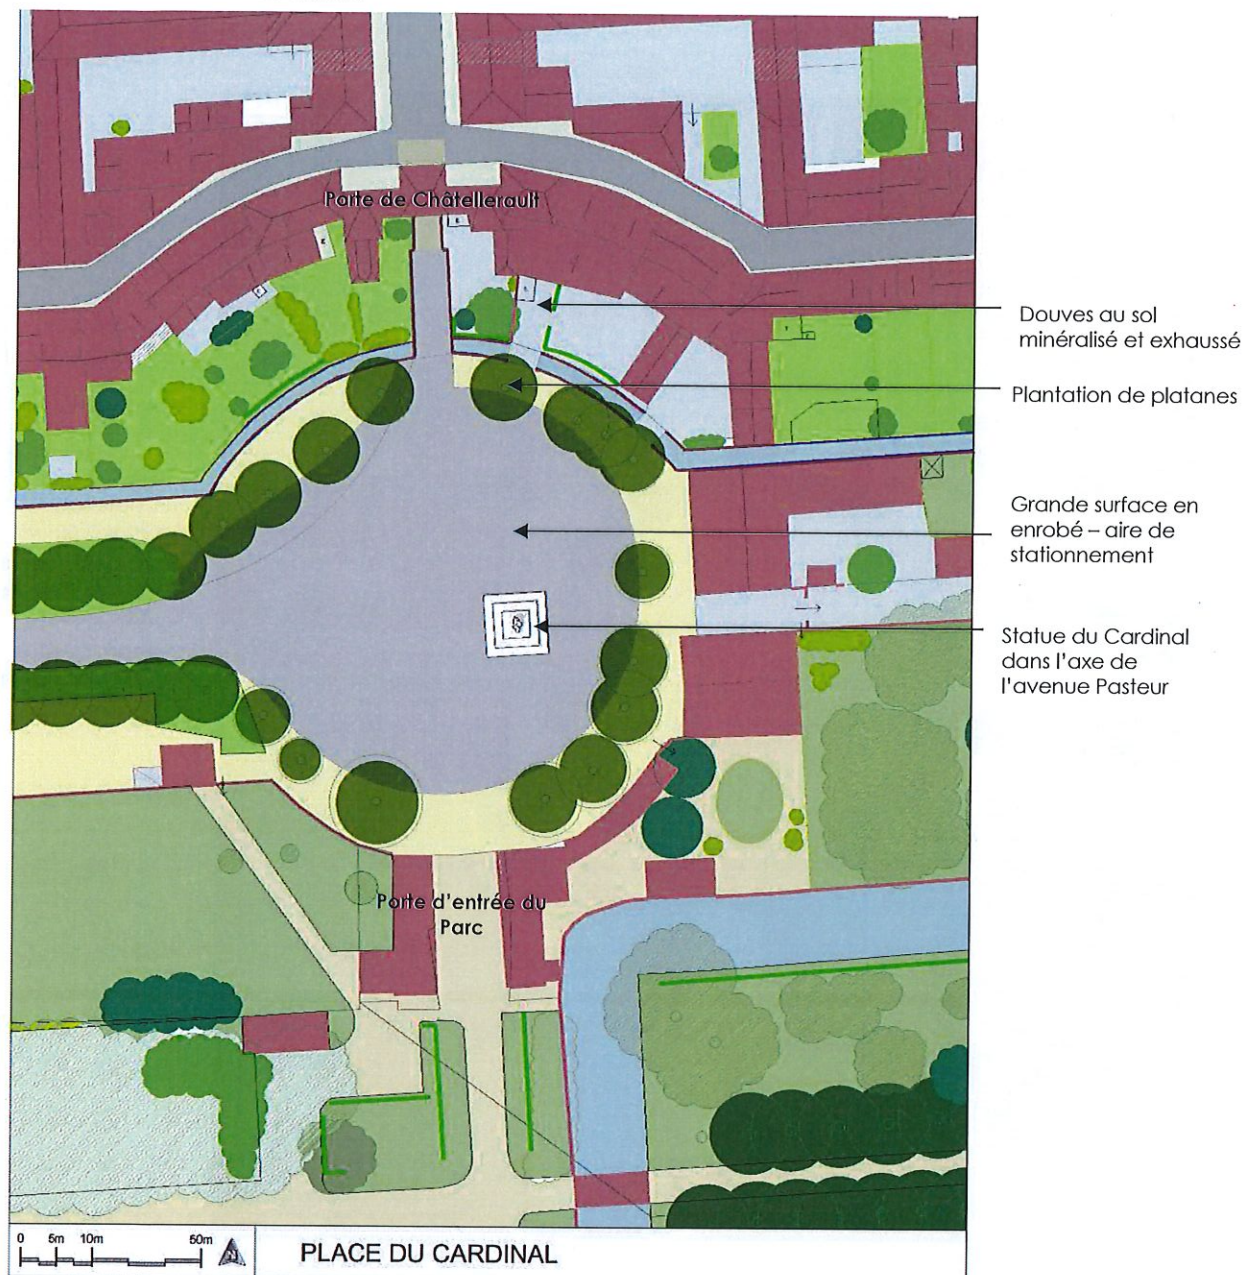 Porte de Châtellerault
Douves au sol
minéralisé et exhaussé
Plantation de platanes
Grande surface en
enrobé – aire de
stationnement
Statue du Cardinal
dans l'axe de
l'avenue Pasteur
Porte d'entrée du
Parc
0 5m 10m 50m
N
PLACE DU CARDINAL